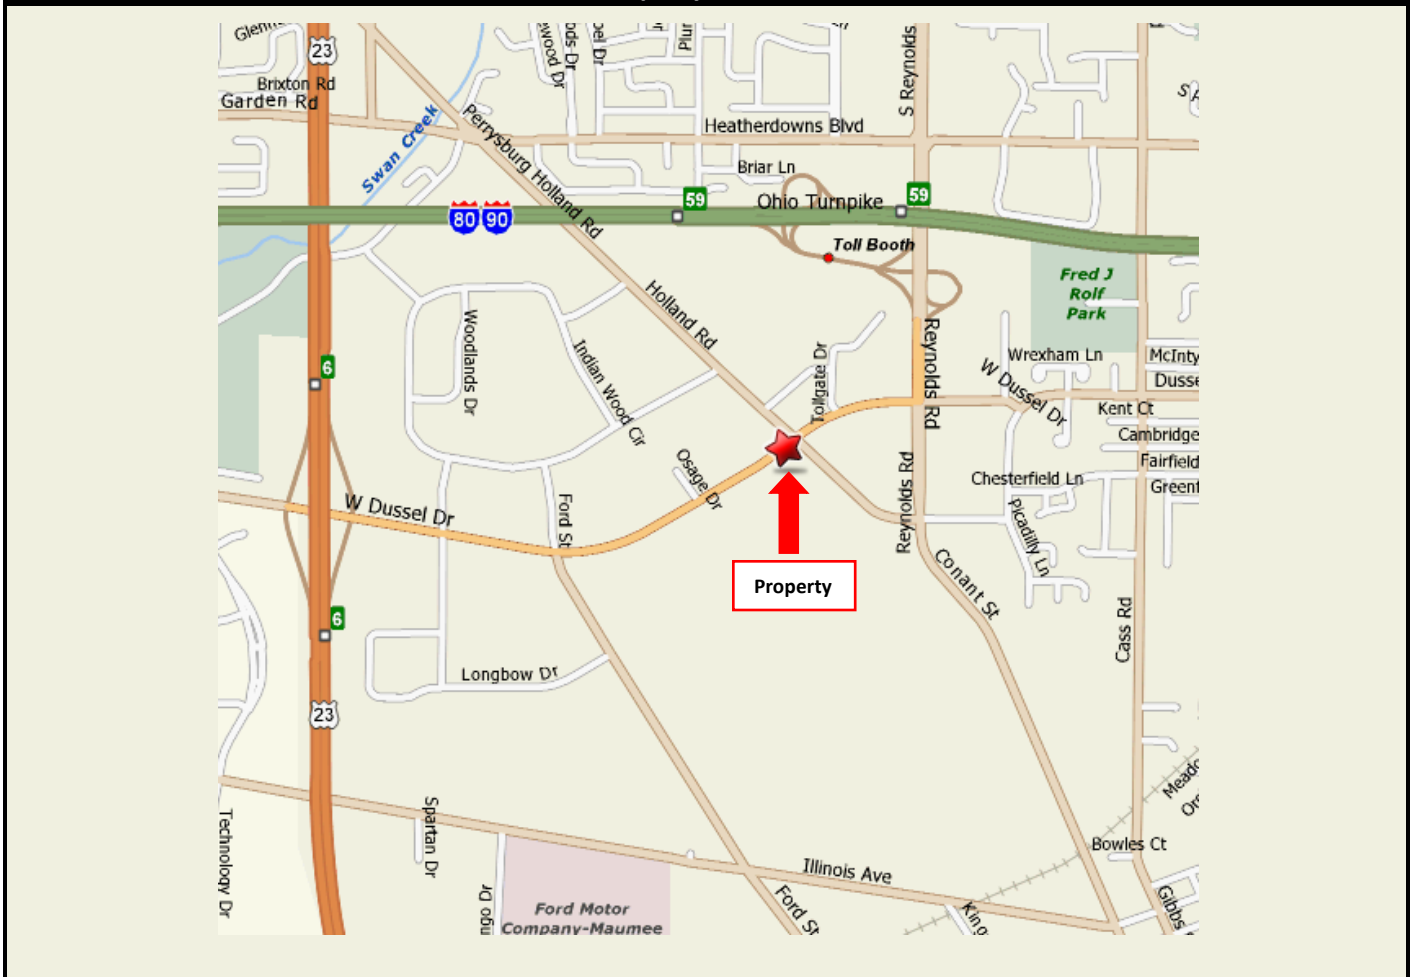 23
Brixton Rd
Garden Rd
Swan Creek
Perrysburg Holland Rd
S Reynolds
Heatherdowns Blvd
Briar Ln
59
Ohio Turnpike
59
80 90
Toll Booth
Fred J
Rolf
Park
Holland Rd
Woodlands Dr
Indian Wood Cir
Tollgate Dr
Reynolds Rd
Wrexham Ln
W Dussel Dr
Kent Ct
Cambridge
Fairfield
6
Osage Dr
Chesterfield Ln
W Dussel Dr
Ford St
Reynolds Rd
Picadilly Ln
Conant St
Property
6
Cass Rd
Longbow Dr
23
Technology Dr
Spartan Dr
Illinois Ave
Bowles Ct
Ford Motor
Company-Maumee
Ford St
Gibbs